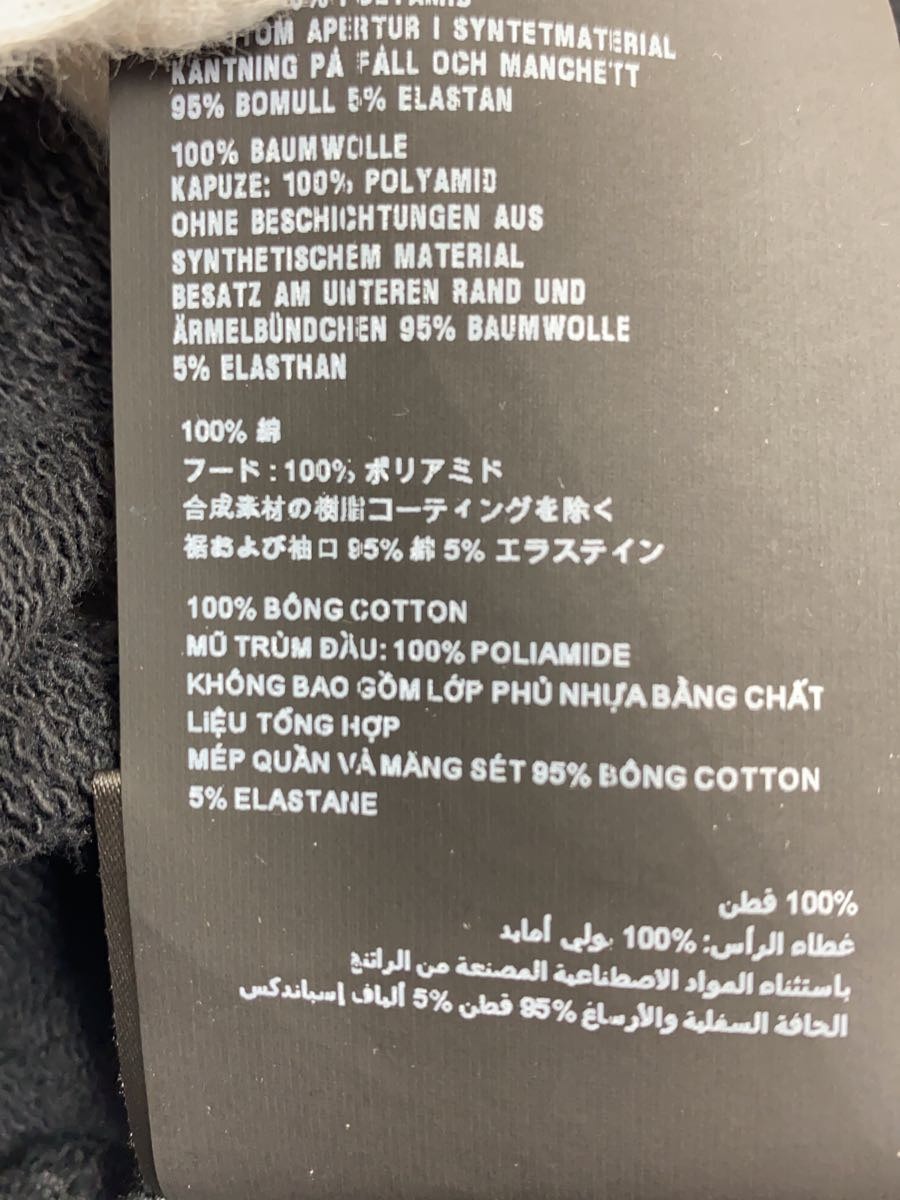 TOM APERTUR I SYNTETMATERIAL
KANTNING PÅ FÅLL OCH MANCHETT
95% BOMULL 5% ELASTAN
100% BAUMWOLLE
KAPUZE: 100% POLYAMID
OHNE BESCHICHTUNGEN AUS
SYNTHETISCHEM MATERIAL
BESATZ AM UNTEREN RAND UND
ÄRMELBÜNDCHEN 95% BAUMWOLLE
5% ELASTHAN
100% 綿
フード : 100% ポリアミド
合成素材の樹脂コーティングを除く
裾および袖口 95% 綿 5% エラステイン
100% BÔNG COTTON
MŨ TRÙM ĐẦU: 100% POLIAMIDE
KHÔNG BAO GỒM LỚP PHỦ NHỰA BẰNG CHẤT
LIỆU TỔNG HỢP
MÉP QUẦN VÀ MĂNG SÉT 95% BÔNG COTTON
5% ELASTANE
100% قطن
غطاء الرأس: 100% بولي أمايد
باستثناء المواد الاصطناعية المصنعة من الراتنج
الحافة السفلية والأرساغ 95% قطن 5% ألياف إسباندكس